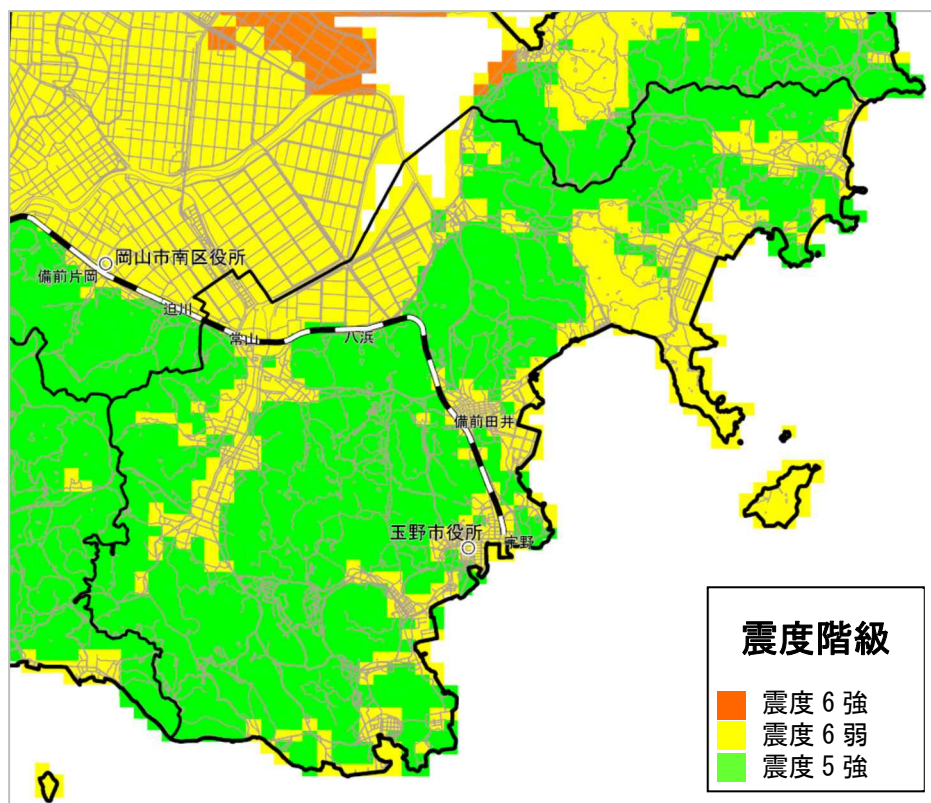 岡山市南区役所
備前片岡
迫川
常山
八浜
備前田井
玉野市役所
宇野
震度階級
震度6強
震度6弱
震度5強